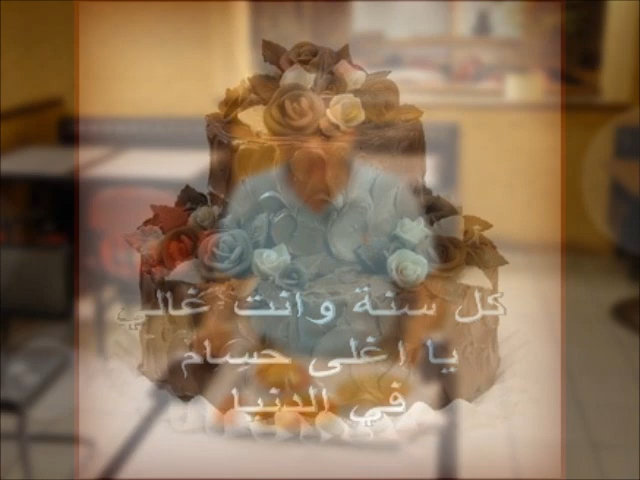 كل سنة وانت غالي
يا اغلى حسام
في الدنيا